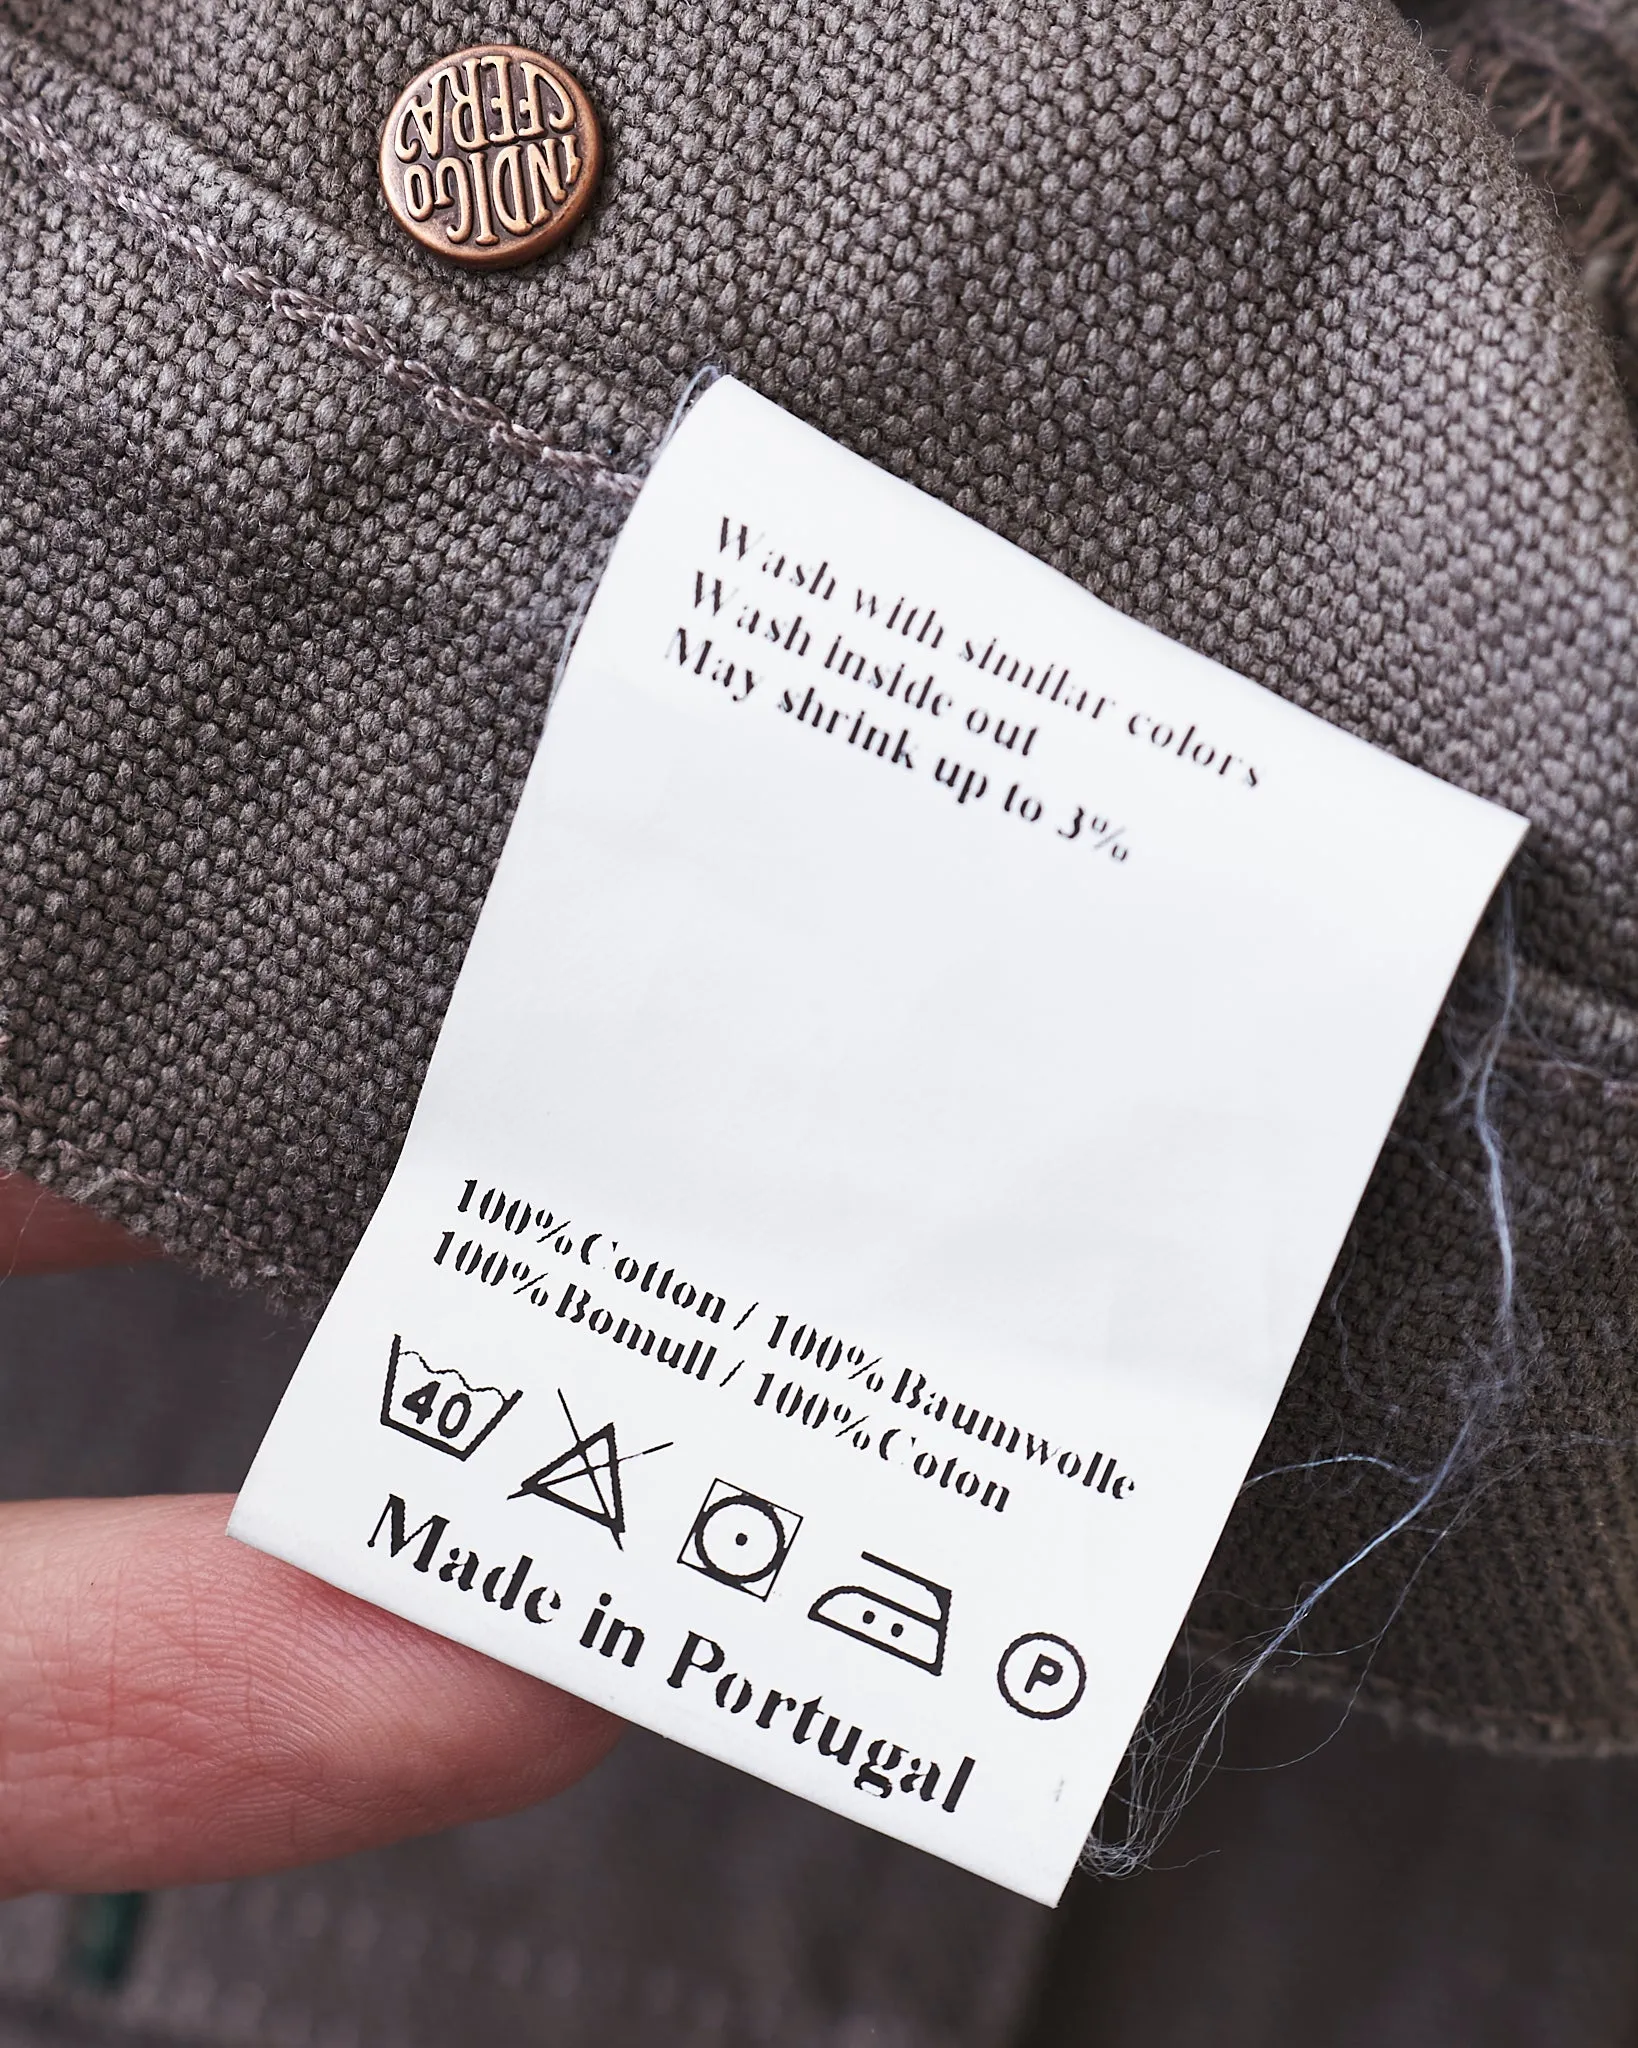 INDIGO
FERA
Wash with similar colors
Wash inside out
May shrink up to 3%
100% Cotton / 100% Baumwolle
100% Bomull / 100% Coton
40
P
Made in Portugal